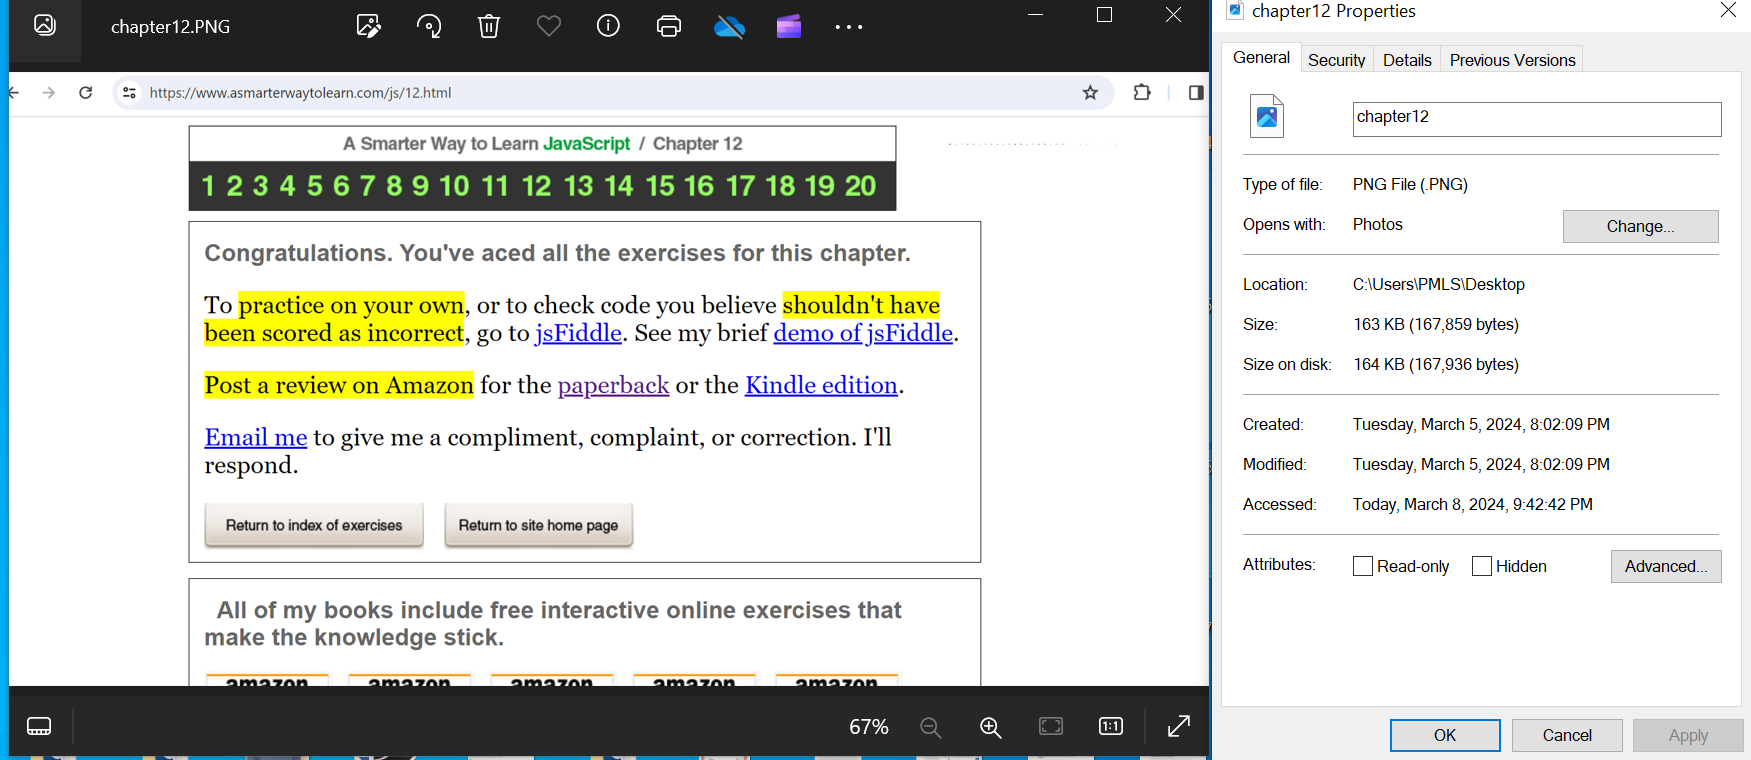 chapter12.PNG
https://www.asmarterwaytolearn.com/js/12.html
A Smarter Way to Learn JavaScript / Chapter 12
1 2 3 4 5 6 7 8 9 10 11 12 13 14 15 16 17 18 19 20
Congratulations. You've aced all the exercises for this chapter.
To practice on your own, or to check code you believe shouldn't have
been scored as incorrect, go to jsFiddle. See my brief demo of jsFiddle.
Post a review on Amazon for the paperback or the Kindle edition.
Email me to give me a compliment, complaint, or correction. I'll
respond.
Return to index of exercises Return to site home page
All of my books include free interactive online exercises that
make the knowledge stick.
amazon amazon amazon amazon amazon
67% 1:1
chapter12 Properties
General Security Details Previous Versions
chapter12
Type of file: PNG File (.PNG)
Opens with: Photos Change...
Location: C:\Users\PMLS\Desktop
Size: 163 KB (167,859 bytes)
Size on disk: 164 KB (167,936 bytes)
Created: Tuesday, March 5, 2024, 8:02:09 PM
Modified: Tuesday, March 5, 2024, 8:02:09 PM
Accessed: Today, March 8, 2024, 9:42:42 PM
Attributes: Read-only Hidden Advanced...
OK Cancel Apply